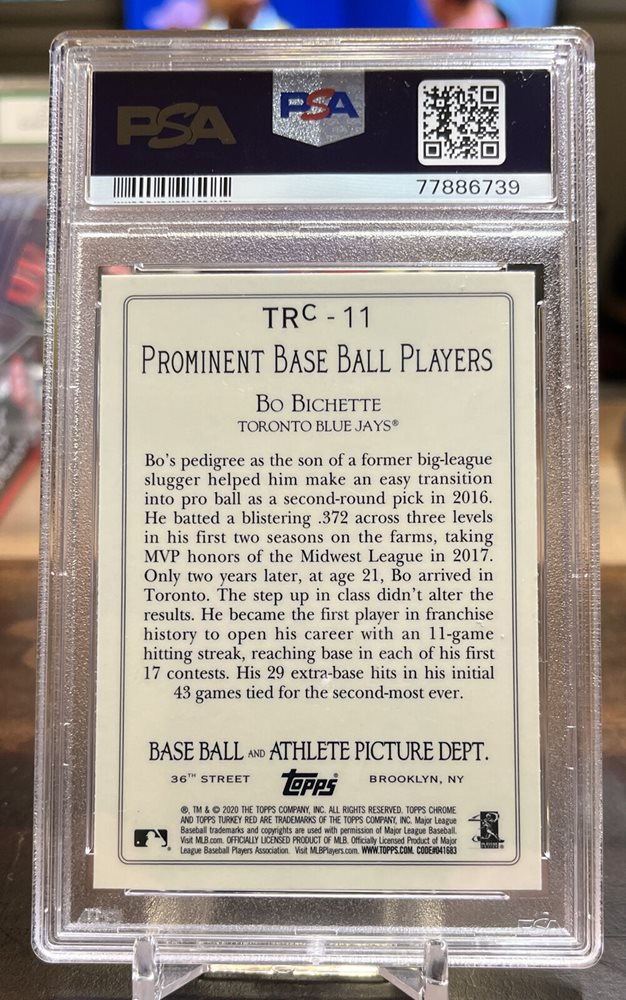 PSA
PSA
77886739
TRC - 11
PROMINENT BASE BALL PLAYERS
BO BICHETTE
TORONTO BLUE JAYS®
Bo's pedigree as the son of a former big-league
slugger helped him make an easy transition
into pro ball as a second-round pick in 2016.
He batted a blistering .372 across three levels
in his first two seasons on the farms, taking
MVP honors of the Midwest League in 2017.
Only two years later, at age 21, Bo arrived in
Toronto. The step up in class didn't alter the
results. He became the first player in franchise
history to open his career with an 11-game
hitting streak, reaching base in each of his first
17 contests. His 29 extra-base hits in his initial
43 games tied for the second-most ever.
BASE BALL AND ATHLETE PICTURE DEPT.
36TH STREET Topps BROOKLYN, NY
®, TM & © 2020 THE TOPPS COMPANY, INC. ALL RIGHTS RESERVED. TOPPS CHROME
AND TOPPS TURKEY RED ARE TRADEMARKS OF THE TOPPS COMPANY, INC. Major League
Baseball trademarks and copyrights are used with permission of Major League Baseball.
Visit MLB.com. OFFICIALLY LICENSED PRODUCT OF MLB. Officially Licensed Product of Major
League Baseball Players Association. Visit MLBPlayers.com. WWW.TOPPS.COM. CODE#041683
PSA